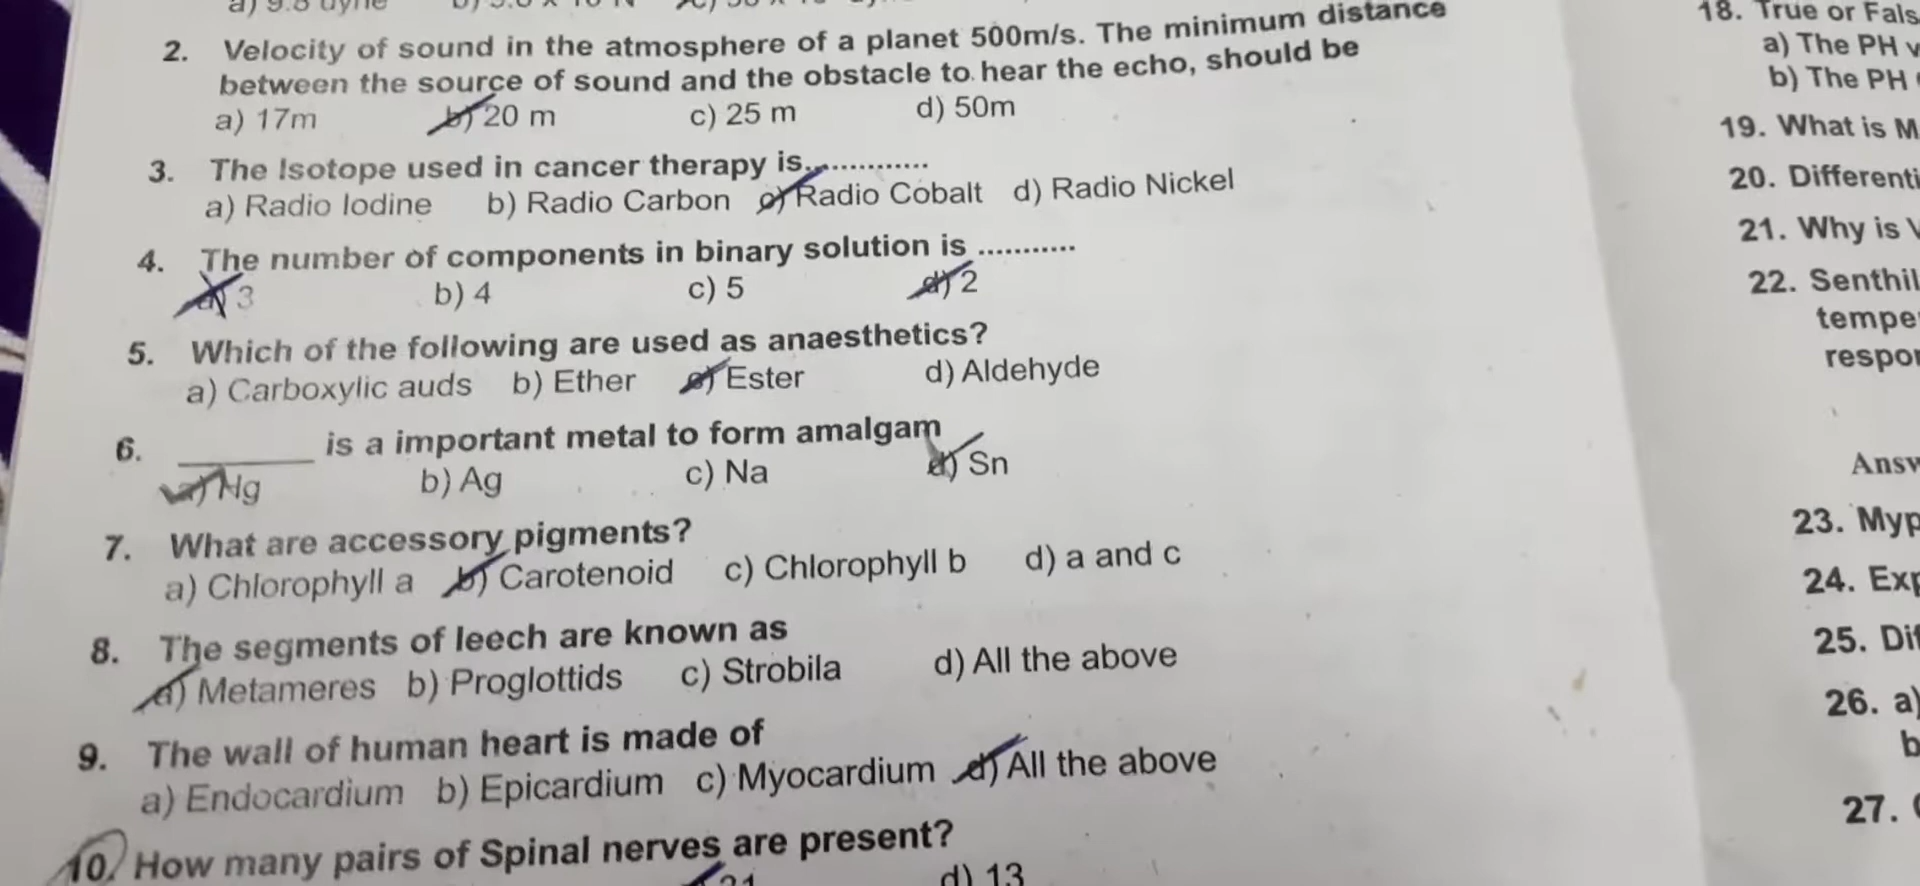 2. Velocity of sound in the atmosphere of a planet 500m/s. The minimum distance
between the source of sound and the obstacle to hear the echo, should be
a) 17m b) 20 m c) 25 m d) 50m
3. The Isotope used in cancer therapy is.............
a) Radio Iodine b) Radio Carbon c) Radio Cobalt d) Radio Nickel
4. The number of components in binary solution is ...........
a) 3 b) 4 c) 5 d) 2
5. Which of the following are used as anaesthetics?
a) Carboxylic auds b) Ether c) Ester d) Aldehyde
6. ________ is a important metal to form amalgam
a) Hg b) Ag c) Na d) Sn
7. What are accessory pigments?
a) Chlorophyll a b) Carotenoid c) Chlorophyll b d) a and c
8. The segments of leech are known as
a) Metameres b) Proglottids c) Strobila d) All the above
9. The wall of human heart is made of
a) Endocardium b) Epicardium c) Myocardium d) All the above
10. How many pairs of Spinal nerves are present?
d) 13
18. True or Fals
a) The PH
b) The PH
19. What is M
20. Differenti
21. Why is
22. Senthil
tempe
respo
Answ
23. Myp
24. Exp
25. Dif
26. a)
b
27.